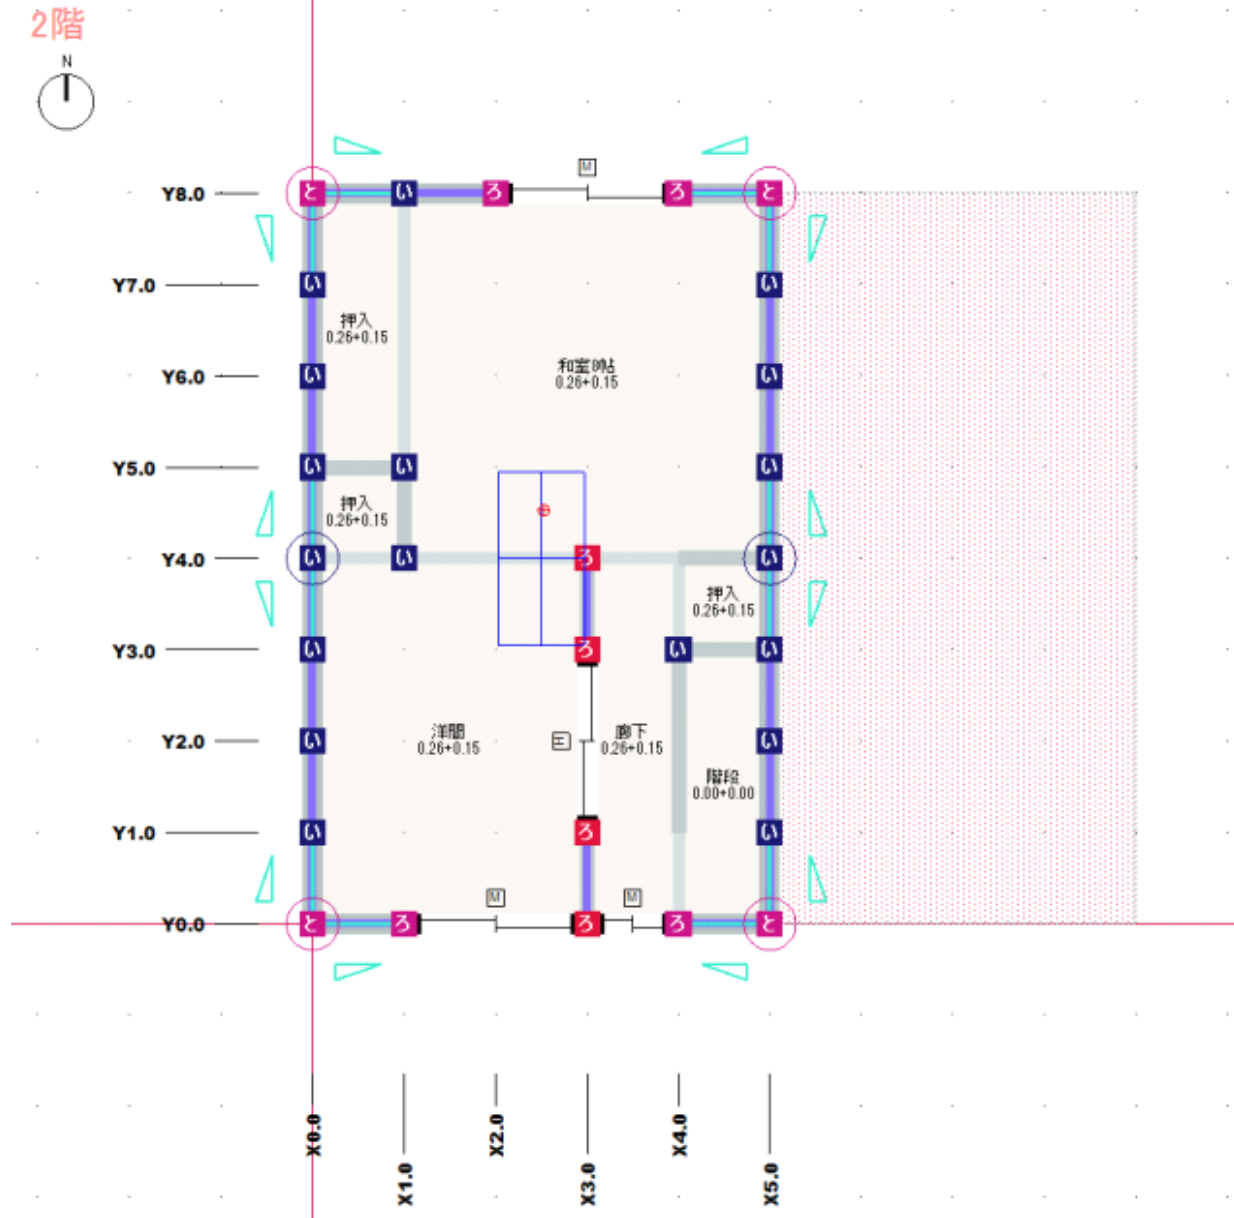 2階
N
M
Y8.0 と い ろ ろ と
Y7.0 い い
押入
0.26+0.15
Y6.0 い い
和室8帖
0.26+0.15
Y5.0 い い い
押入
0.26+0.15
Y4.0 い い ろ い
押入
0.26+0.15
Y3.0 い ろ い い
Y2.0 い い
洋間
0.26+0.15
H
廊下
0.26+0.15
階段
0.00+0.00
Y1.0 い ろ い
M M
Y0.0 と ろ ろ ろ と
X0.0
X1.0
X2.0
X3.0
X4.0
X5.0